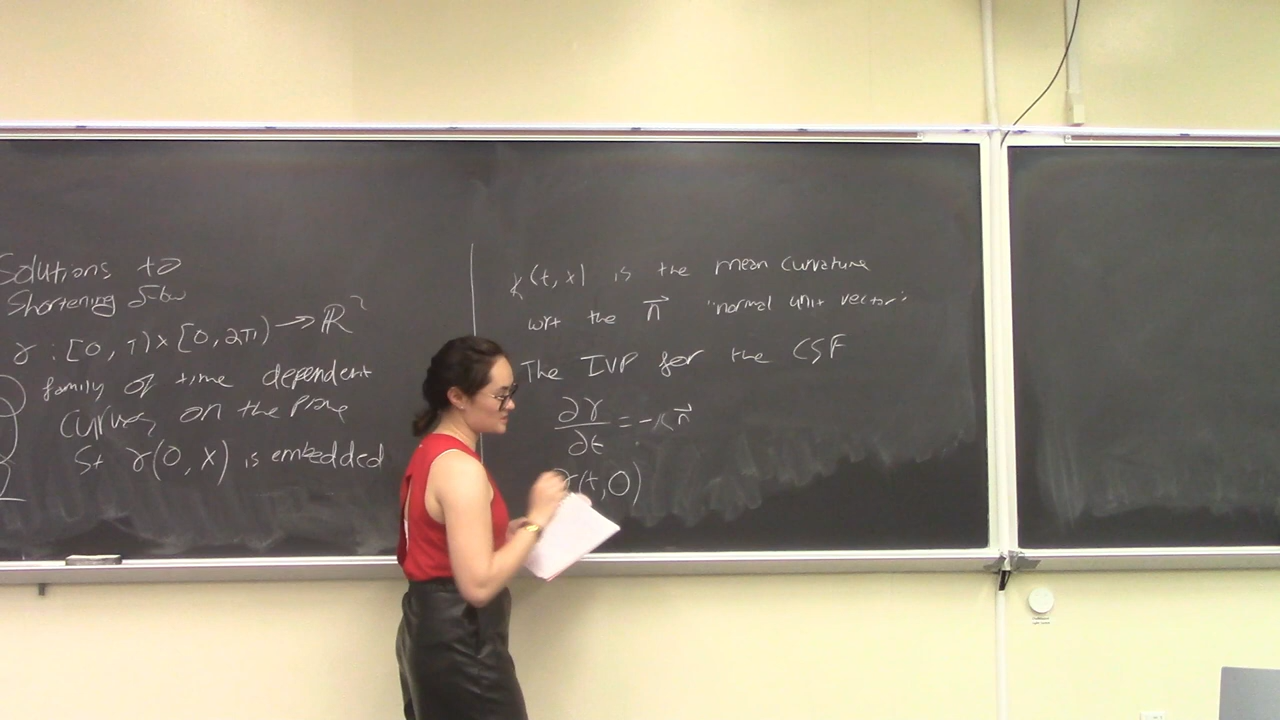 Solutions to
Shortening Flow
γ : [0, T) × [0, 2π) → ℝ²
family of time dependent
curves on the plane
St γ(0, x) is embedded
κ(t, x) is the mean curvature
wrt the n⃗ "normal unit vector"
The IVP for the CSF
∂γ/∂t = -κn⃗
γ(t, 0)